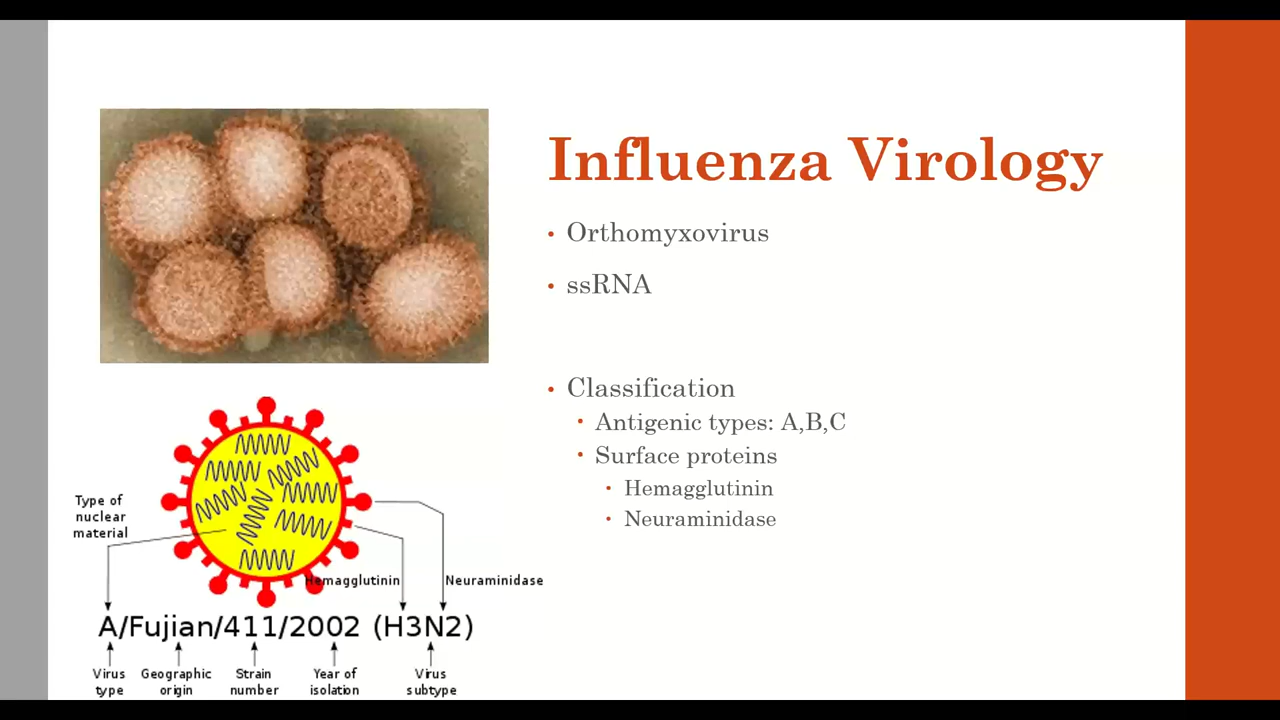 Influenza Virology
• Orthomyxovirus
• ssRNA
• Classification
• Antigenic types: A,B,C
• Surface proteins
• Hemagglutinin
• Neuraminidase
Type of
nuclear
material
Hemagglutinin
Neuraminidase
A/Fujian/411/2002 (H3N2)
Virus
type
Geographic
origin
Strain
number
Year of
isolation
Virus
subtype